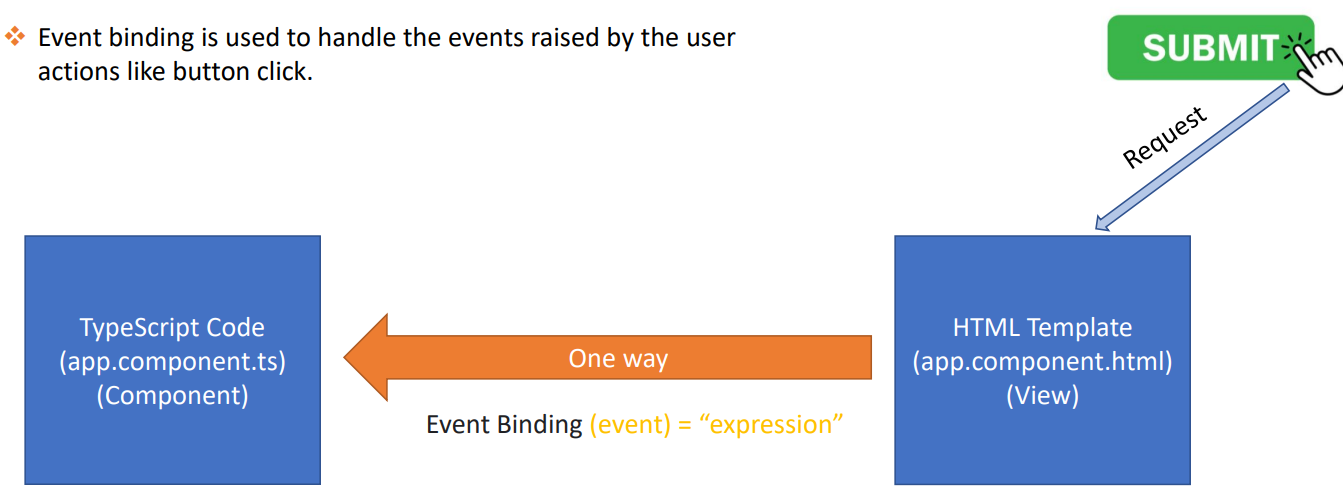 Event binding is used to handle the events raised by the user
actions like button click.
SUBMIT
Request
TypeScript Code
(app.component.ts)
(Component)
One way
Event Binding (event) = “expression”
HTML Template
(app.component.html)
(View)